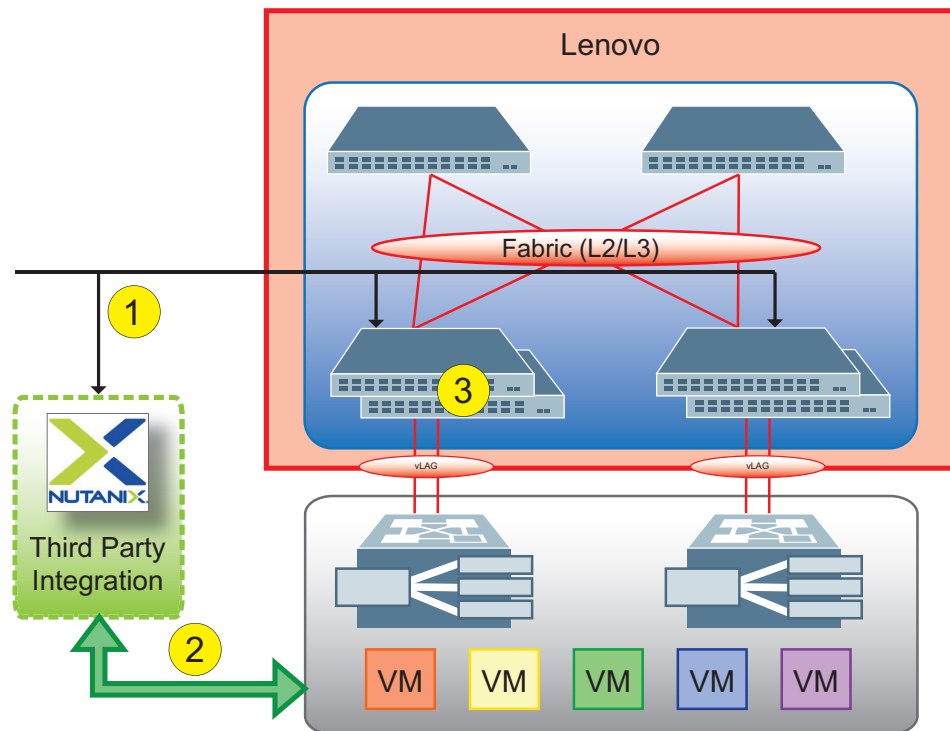 Lenovo
Fabric (L2/L3)
1
3
NUTANIX.
Third Party
Integration
vLAG
vLAG
2
VM
VM
VM
VM
VM